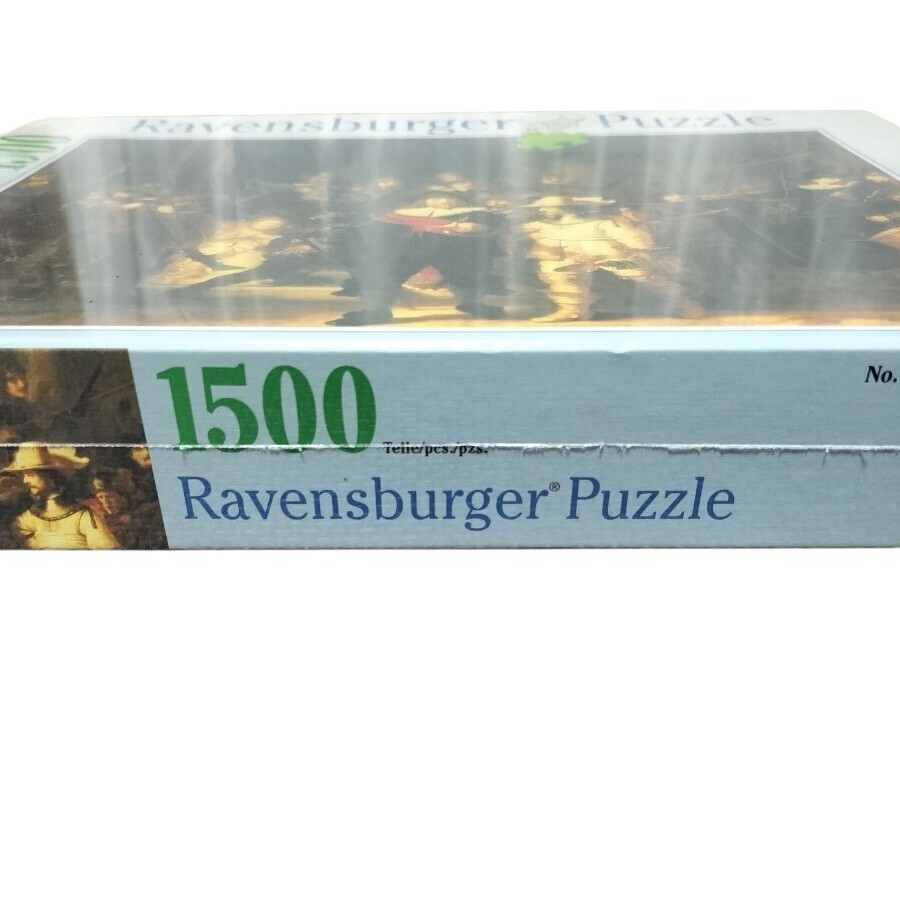 Ravensburger Puzzle
1500
No.
Teile/pcs./pzs.
Ravensburger® Puzzle